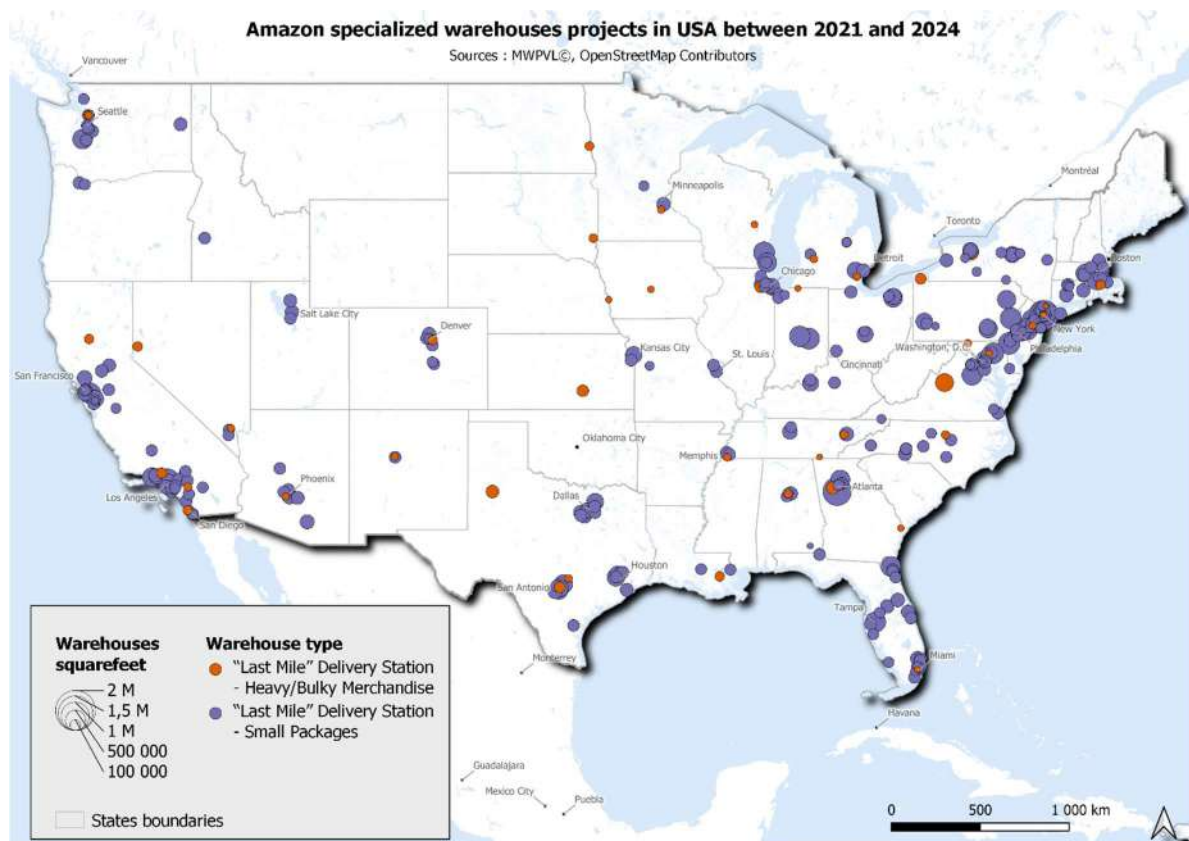 Amazon specialized warehouses projects in USA between 2021 and 2024
Sources : MWPVL©, OpenStreetMap Contributors
Vancouver
Seattle
Minneapolis
Montréal
Toronto
Detroit
Boston
Chicago
Salt Lake City
Denver
New York
Kansas City
St. Louis
Cincinnati
Washington, D.C.
Philadelphia
San Francisco
Oklahoma City
Memphis
Los Angeles
Phoenix
Dallas
Atlanta
San Diego
San Antonio
Houston
Tampa
Miami
Monterrey
Havana
Guadalajara
Mexico City
Puebla
Warehouses
squarefeet
2 M
1,5 M
1 M
500 000
100 000
Warehouse type
“Last Mile” Delivery Station
- Heavy/Bulky Merchandise
“Last Mile” Delivery Station
- Small Packages
States boundaries
0 500 1 000 km